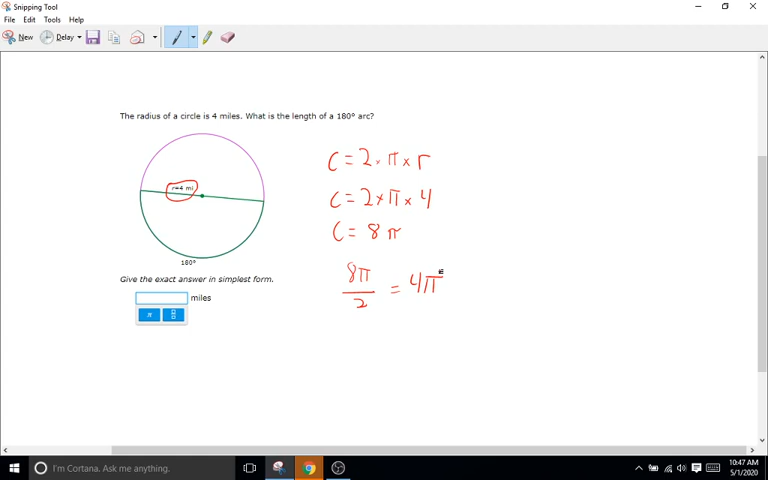 Snipping Tool
File Edit Tools Help
New Delay
The radius of a circle is 4 miles. What is the length of a 180° arc?
r=4 mi
180°
Give the exact answer in simplest form.
miles
π
C = 2 × π × r
C = 2 × π × 4
C = 8 π
8π
2
= 4π
I'm Cortana. Ask me anything.
10:47 AM
5/1/2020